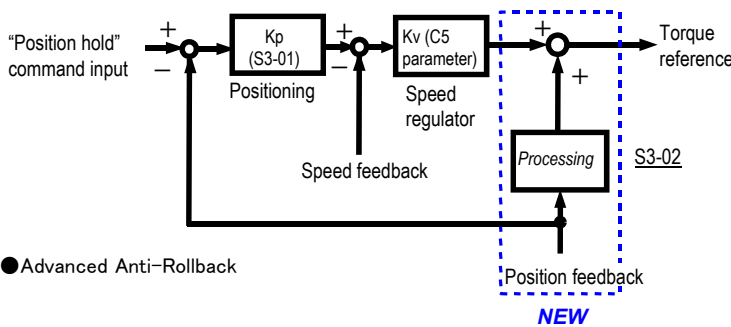 “Position hold”
command input
+
−
Kp
(S3-01)
Positioning
+
−
Kv (C5
parameter)
Speed
regulator
+
+
Torque
reference
Speed feedback
Processing
S3-02
●Advanced Anti-Rollback
Position feedback
NEW